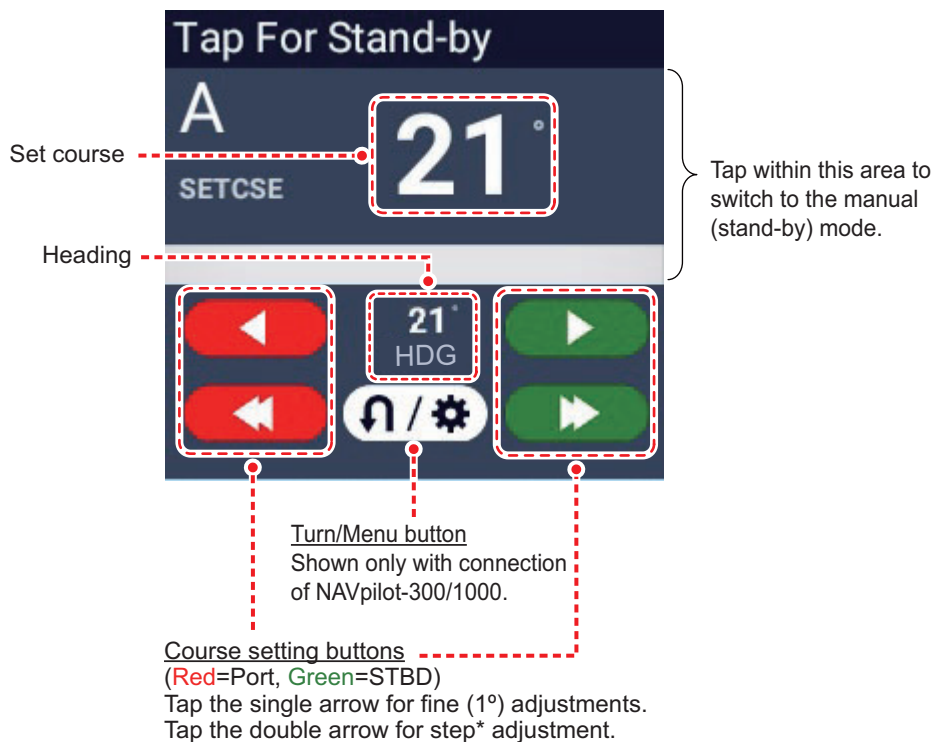 Tap For Stand-by
A
21°
Set course
SETCSE
Tap within this area to
switch to the manual
(stand-by) mode.
Heading
21°
HDG
/
Turn/Menu button
Shown only with connection
of NAVpilot-300/1000.
Course setting buttons
(Red=Port, Green=STBD)
Tap the single arrow for fine (1º) adjustments.
Tap the double arrow for step* adjustment.